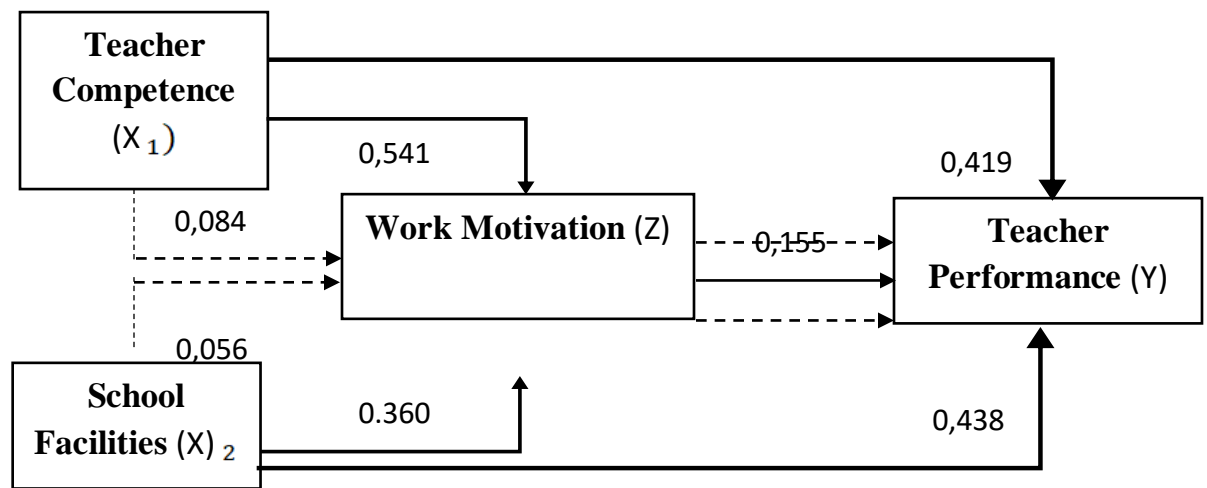 Teacher
Competence
(X 1)
0,541
0,419
0,084
Work Motivation (Z)
0,155
Teacher
Performance (Y)
0,056
School
Facilities (X) 2
0.360
0,438